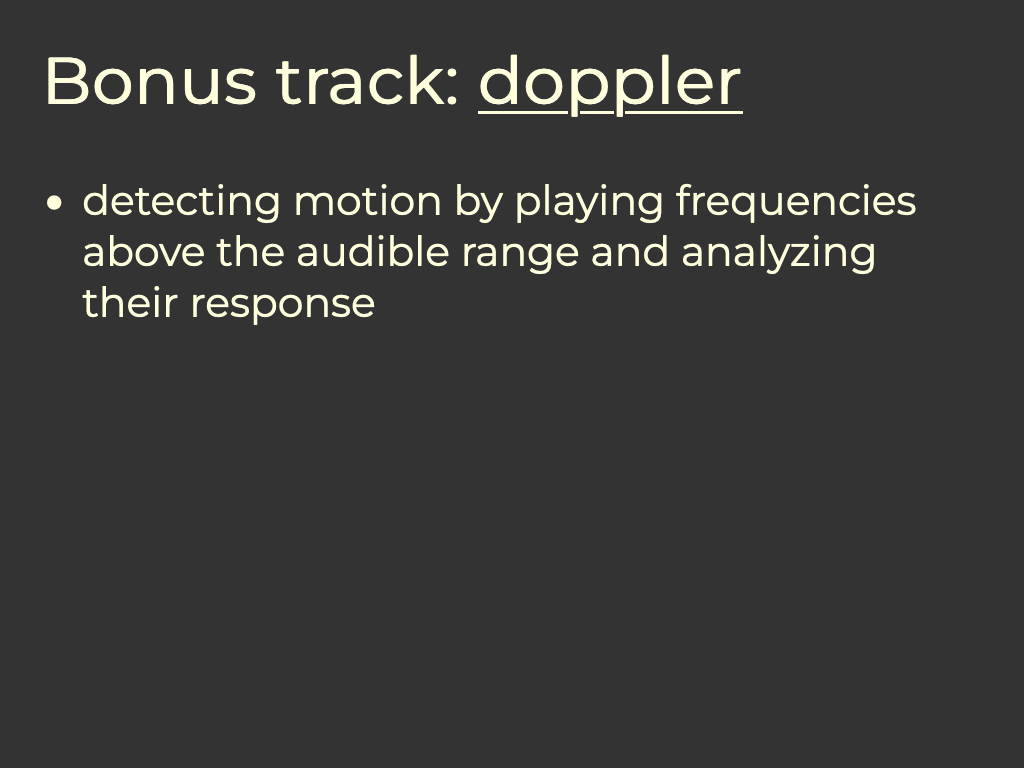 Bonus track: doppler
• detecting motion by playing frequencies
above the audible range and analyzing
their response